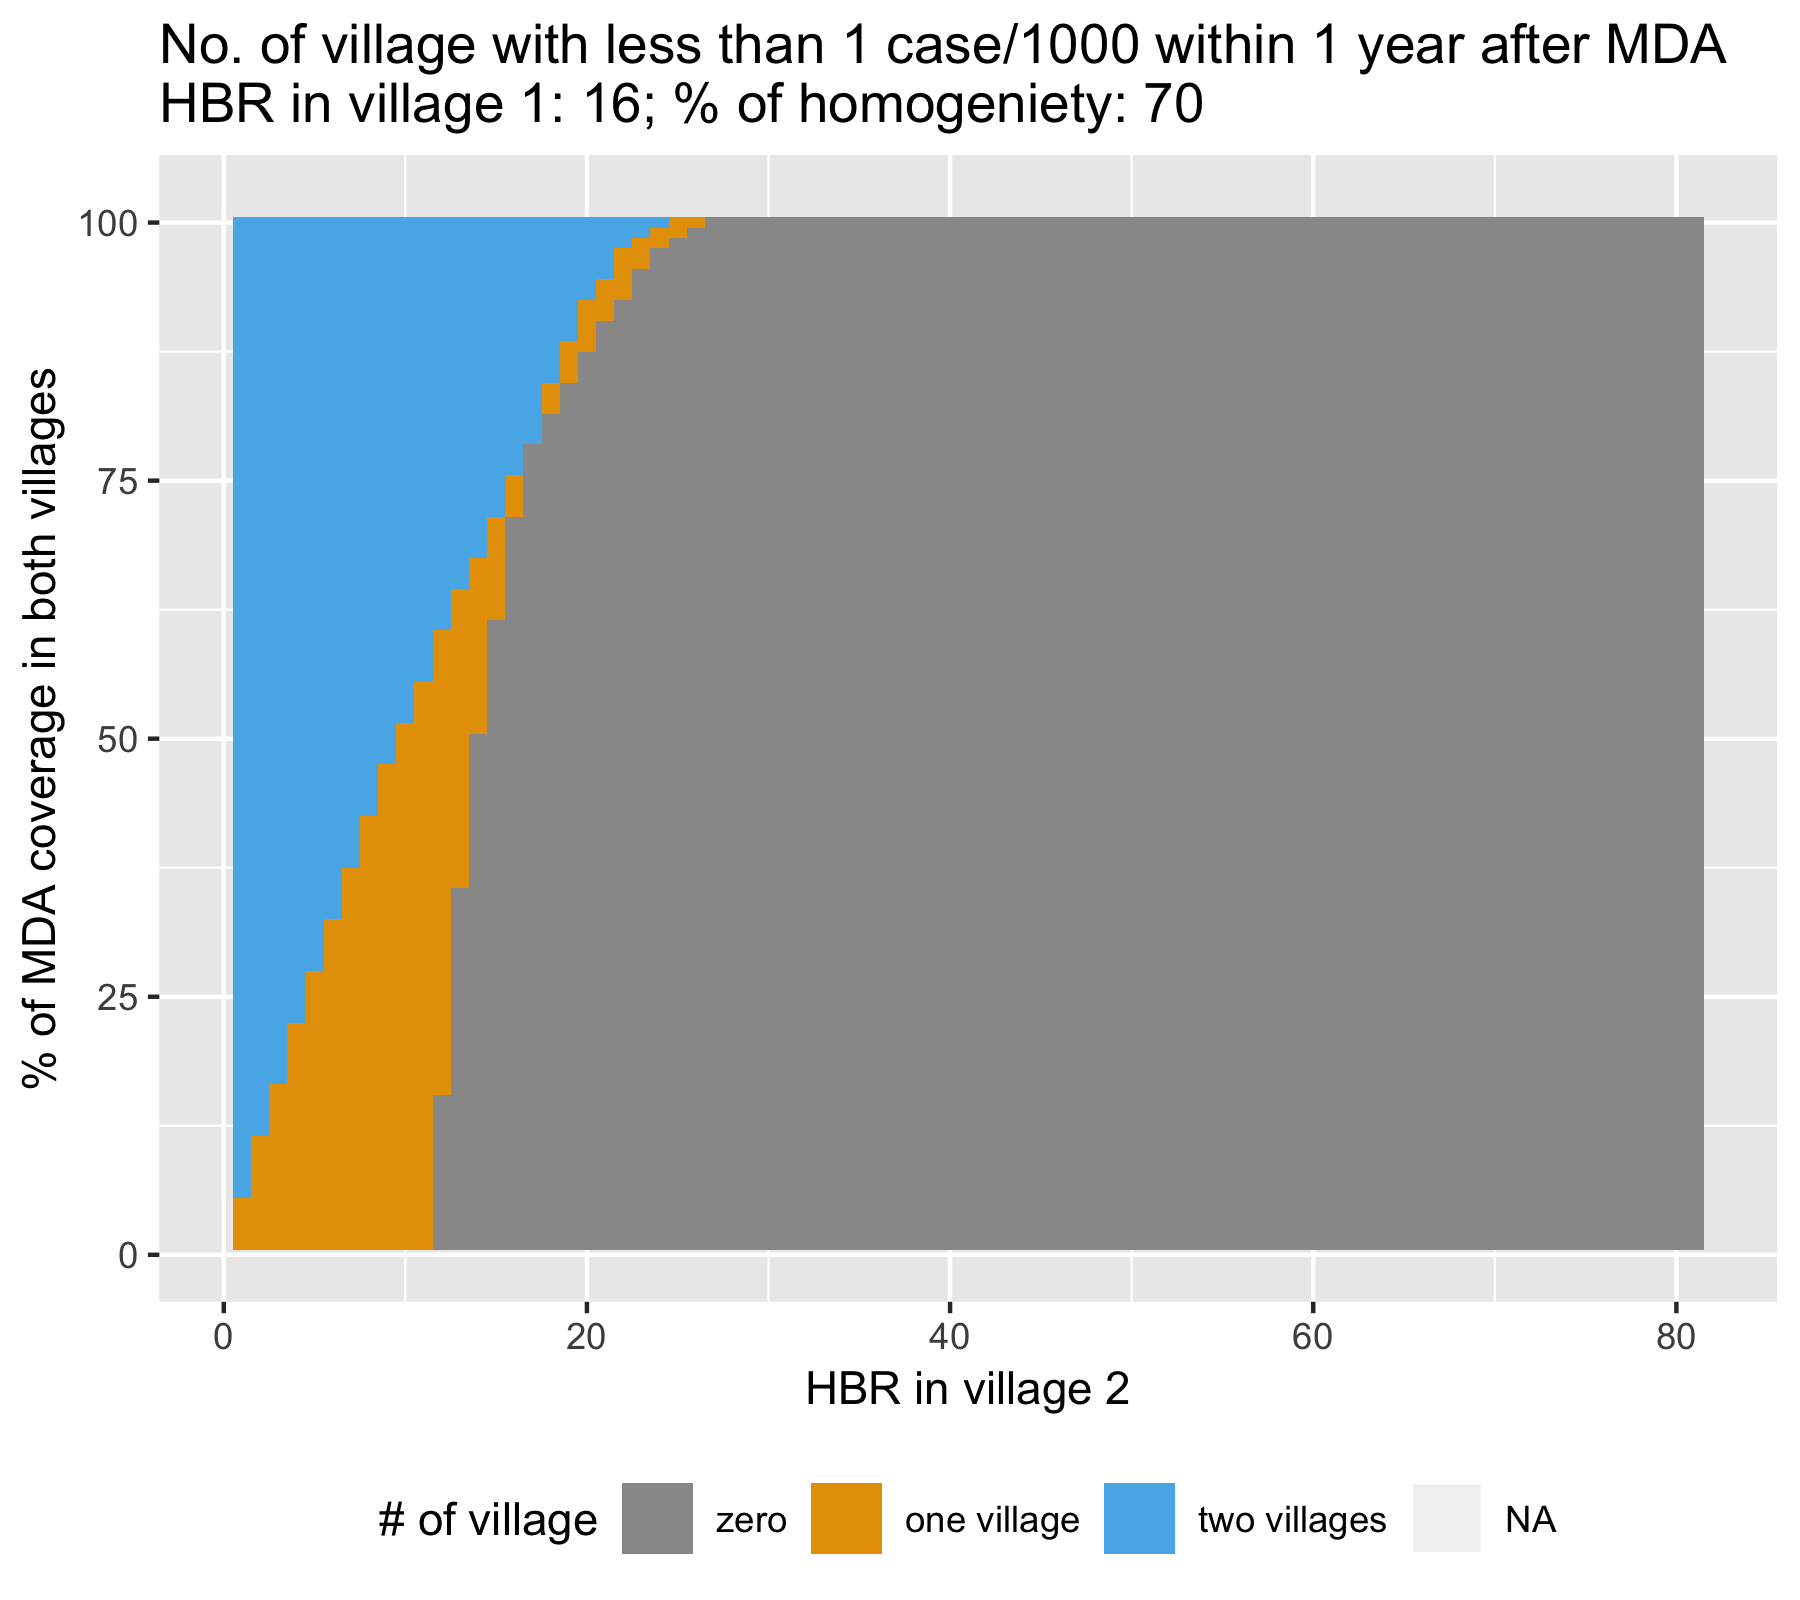 No. of village with less than 1 case/1000 within 1 year after MDA
HBR in village 1: 16; % of homogeniety: 70
% of MDA coverage in both villages
100
75
50
25
0
0 20 40 60 80
HBR in village 2
# of village zero one village two villages NA